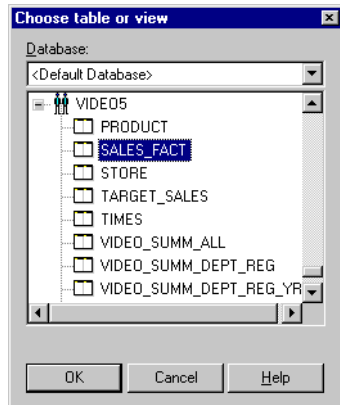 Choose table or view
Database:
<Default Database>
VIDEO5
PRODUCT
SALES_FACT
STORE
TARGET_SALES
TIMES
VIDEO_SUMM_ALL
VIDEO_SUMM_DEPT_REG
VIDEO_SUMM_DEPT_REG_YR
OK Cancel Help